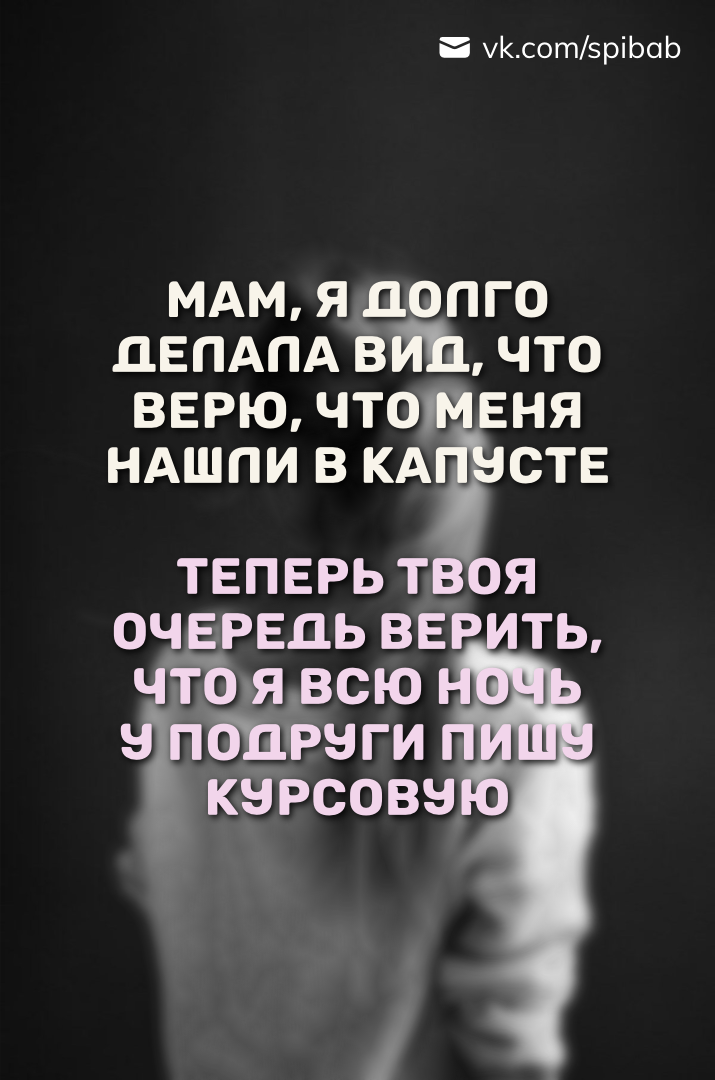 vk.com/spibab
МАМ, Я ДОЛГО
ДЕЛАЛА ВИД, ЧТО
ВЕРЮ, ЧТО МЕНЯ
НАШЛИ В КАПУСТЕ
ТЕПЕРЬ ТВОЯ
ОЧЕРЕДЬ ВЕРИТЬ,
ЧТО Я ВСЮ НОЧЬ
У ПОДРУГИ ПИШУ
КУРСОВУЮ